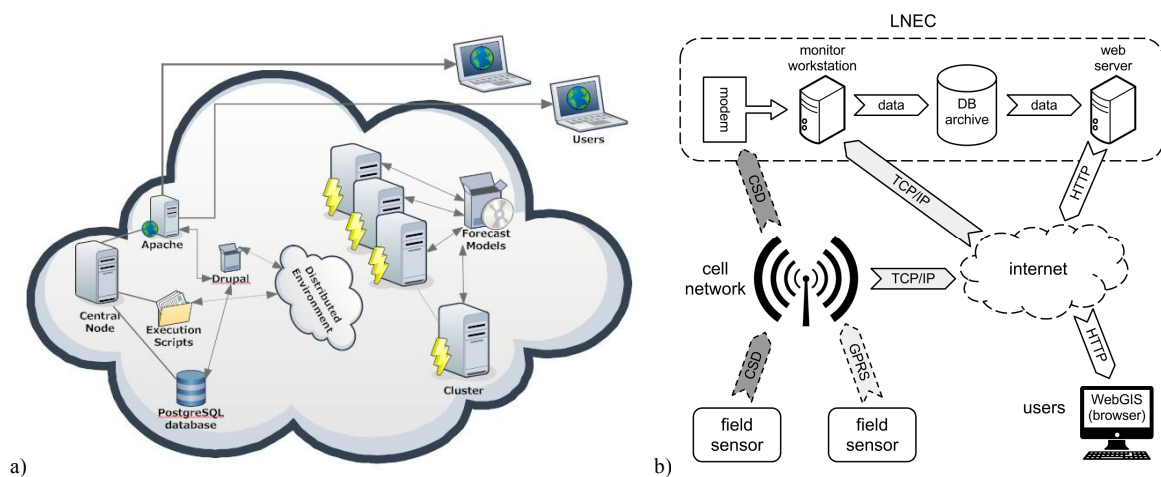 Users
Apache
Forecast
Models
Drupal
Distributed
Environment
Central
Node
Execution
Scripts
Cluster
PostgreSQL
database
a)
LNEC
monitor
workstation
web
server
modem
data
DB
archive
data
CSD
TCP/IP
HTTP
cell
network
TCP/IP
internet
CSD
GPRS
HTTP
field
sensor
field
sensor
users
WebGIS
(browser)
b)